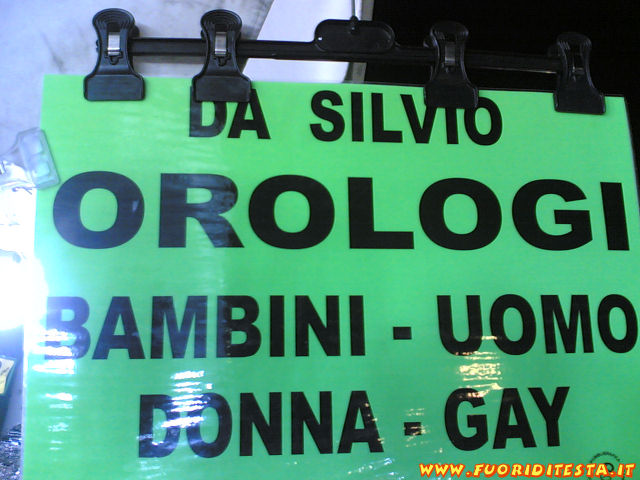 DA SILVIO
OROLOGI
BAMBINI - UOMO
DONNA - GAY
WWW.FUORIDITESTA.IT